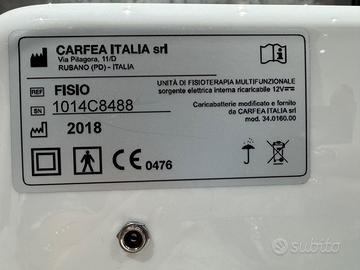 CARFEA ITALIA srl
Via Pilagora, 11/D
RUBANO (PD) - ITALIA
REF FISIO
SN 1014C8488
2018
UNITÀ DI FISIOTERAPIA MULTIFUNZIONALE
sorgente elettrica interna ricaricabile 12V
Caricabatterie modificato e fornito
da CARFEA ITALIA srl
mod. 34.0160.00
CE 0476
subito